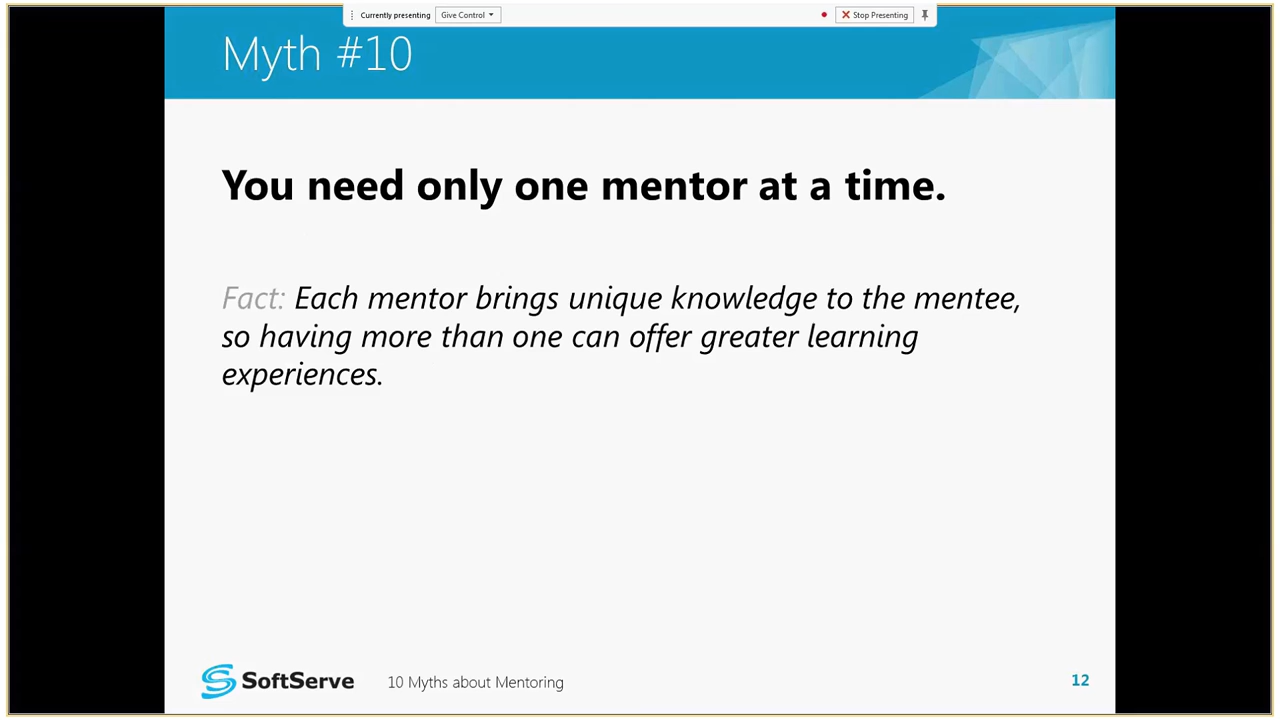 Currently presenting Give Control Stop Presenting
Myth #10
You need only one mentor at a time.
Fact: Each mentor brings unique knowledge to the mentee,
so having more than one can offer greater learning
experiences.
SoftServe 10 Myths about Mentoring 12